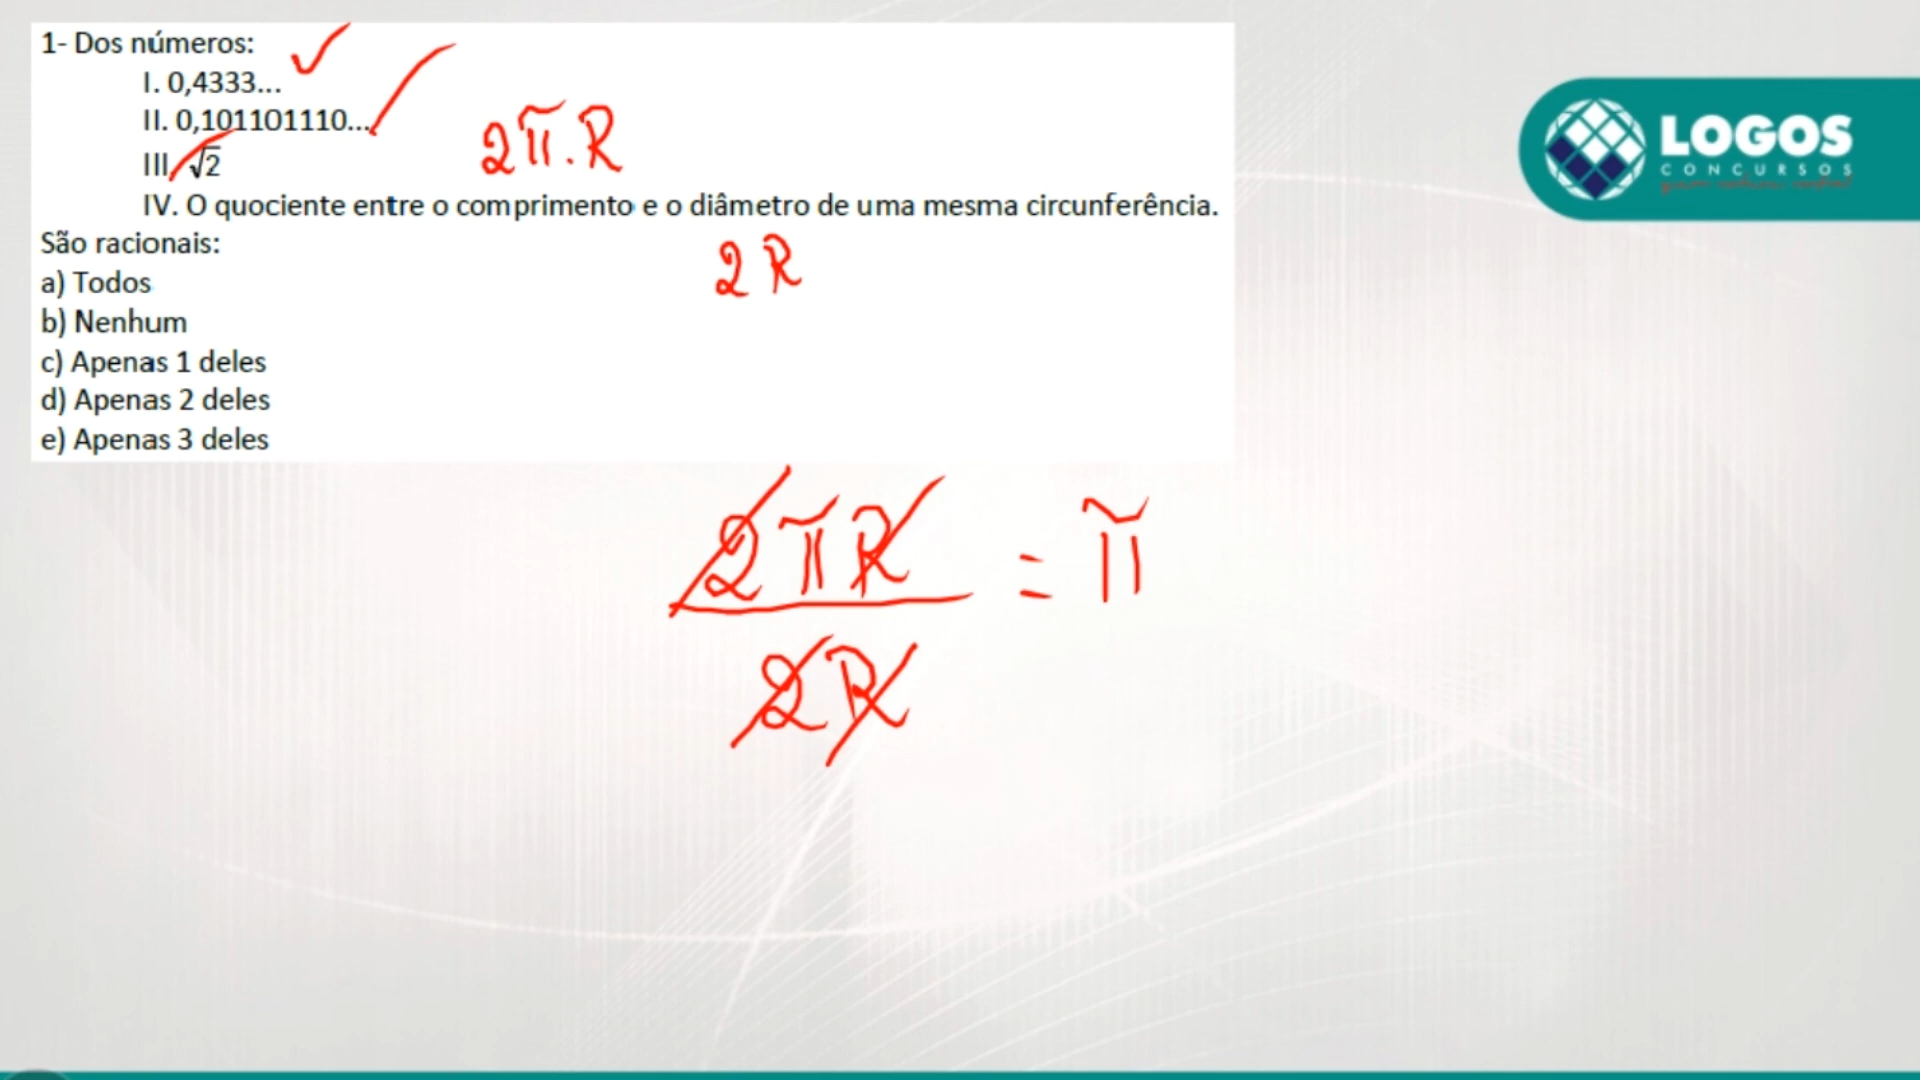 1- Dos números:
I. 0,4333...
II. 0,101101110...
III. √2
2π.R
IV. O quociente entre o comprimento e o diâmetro de uma mesma circunferência.
São racionais:
2R
a) Todos
b) Nenhum
c) Apenas 1 deles
d) Apenas 2 deles
e) Apenas 3 deles
2πR
= π
2R
LOGOS
CONCURSOS